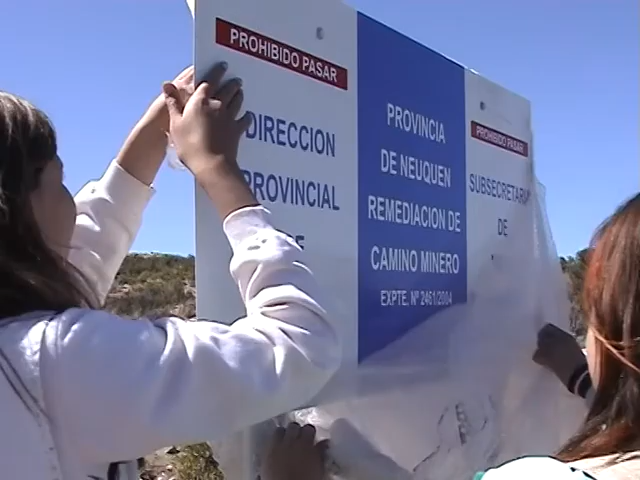 PROHIBIDO PASAR
DIRECCION
PROVINCIAL
DE
PROVINCIA
DE NEUQUEN
REMEDIACION DE
CAMINO MINERO
EXPTE. Nº 2461/2004
PROHIBIDO PASAR
SUBSECRETARIA
DE